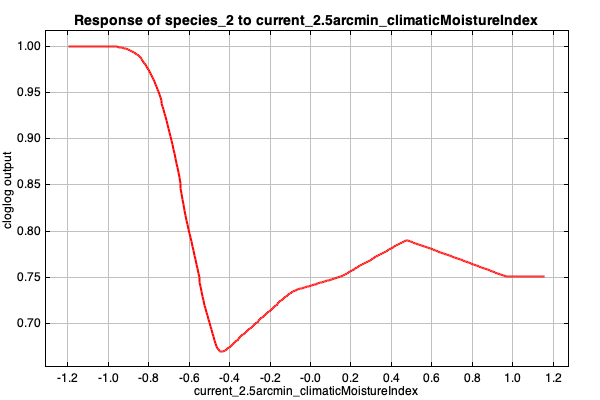 Response of species_2 to current_2.5arcmin_climaticMoistureIndex
1.00
0.95
0.90
0.85
0.80
0.75
0.70
cloglog output
-1.2 -1.0 -0.8 -0.6 -0.4 -0.2 -0.0 0.2 0.4 0.6 0.8 1.0 1.2
current_2.5arcmin_climaticMoistureIndex